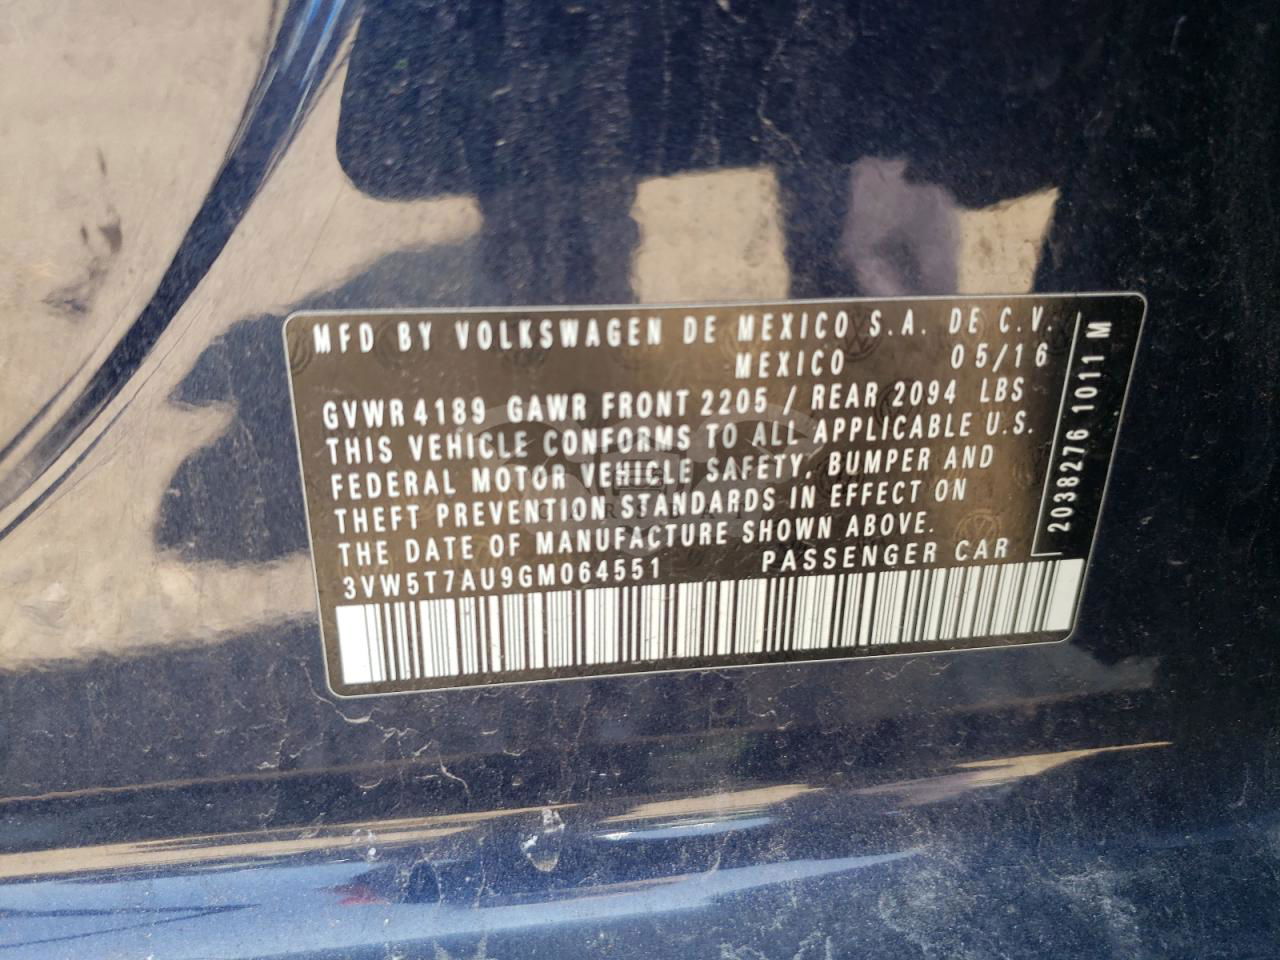 MFD BY VOLKSWAGEN DE MEXICO S.A. DE C.V.
MEXICO 05/16
GVWR 4189 GAWR FRONT 2205 / REAR 2094 LBS
THIS VEHICLE CONFORMS TO ALL APPLICABLE U.S.
FEDERAL MOTOR VEHICLE SAFETY, BUMPER AND
THEFT PREVENTION STANDARDS IN EFFECT ON
THE DATE OF MANUFACTURE SHOWN ABOVE.
3VW5T7AU9GM064551 PASSENGER CAR
2038276 1011 M